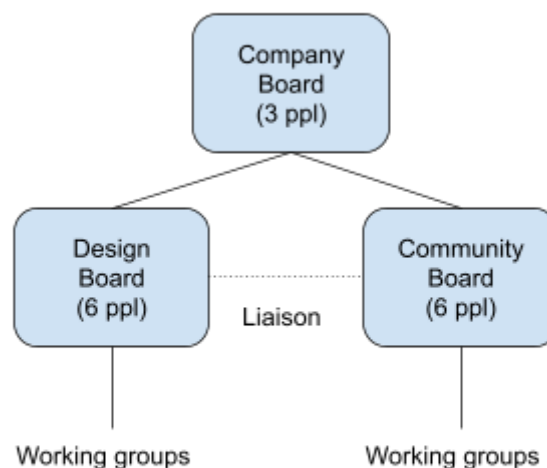 Company
Board
(3 ppl)
Design
Board
(6 ppl)
Community
Board
(6 ppl)
Liaison
Working groups
Working groups